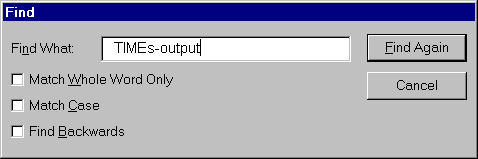 Find
Find What: TIMEs-output
Find Again
Match Whole Word Only
Cancel
Match Case
Find Backwards